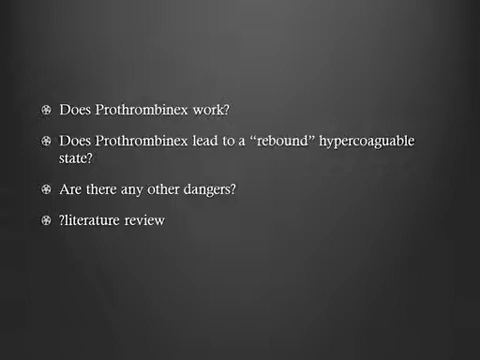 Does Prothrombinex work?
Does Prothrombinex lead to a “rebound” hypercoaguable
state?
Are there any other dangers?
?literature review